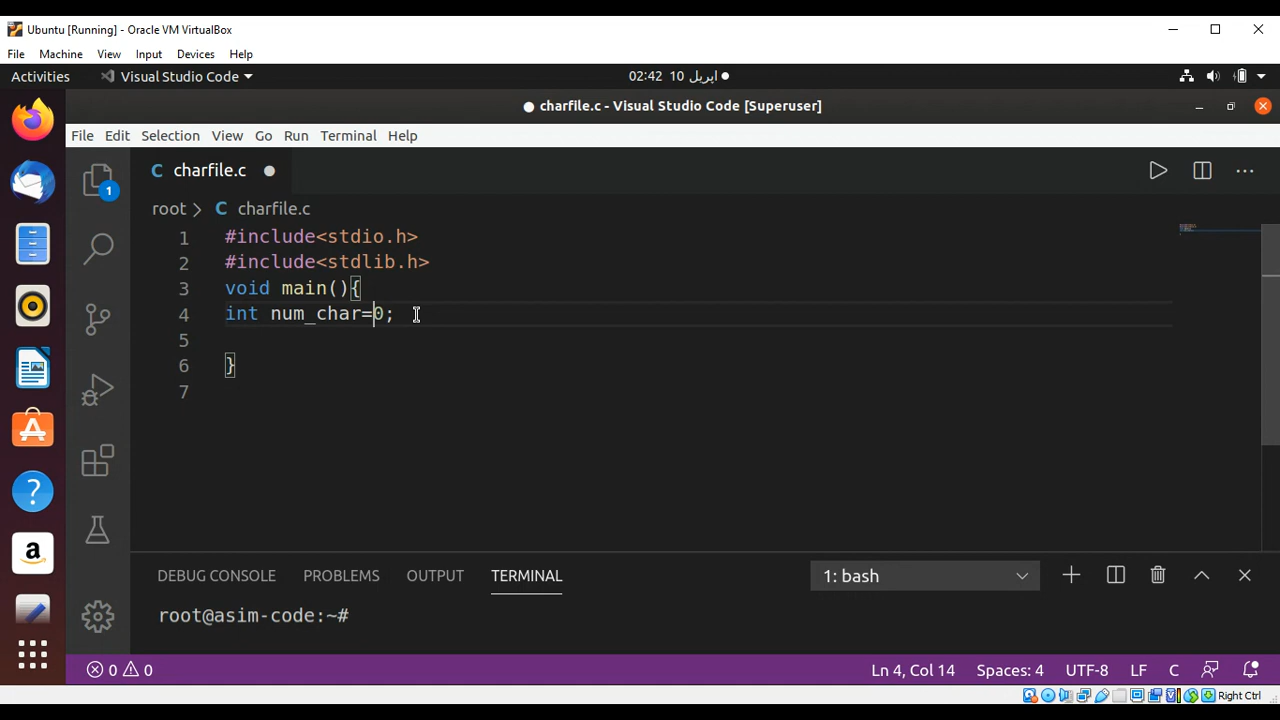 Ubuntu [Running] - Oracle VM VirtualBox
File Machine View Input Devices Help
Activities Visual Studio Code 02:42 10 اپریل
charfile.c - Visual Studio Code [Superuser]
File Edit Selection View Go Run Terminal Help
C charfile.c
root > C charfile.c
1 #include<stdio.h>
2 #include<stdlib.h>
3 void main(){
4 int num_char=0;
5
6 }
7
DEBUG CONSOLE PROBLEMS OUTPUT TERMINAL 1: bash
root@asim-code:~#
0 0 Ln 4, Col 14 Spaces: 4 UTF-8 LF C
Right Ctrl
1
?
a